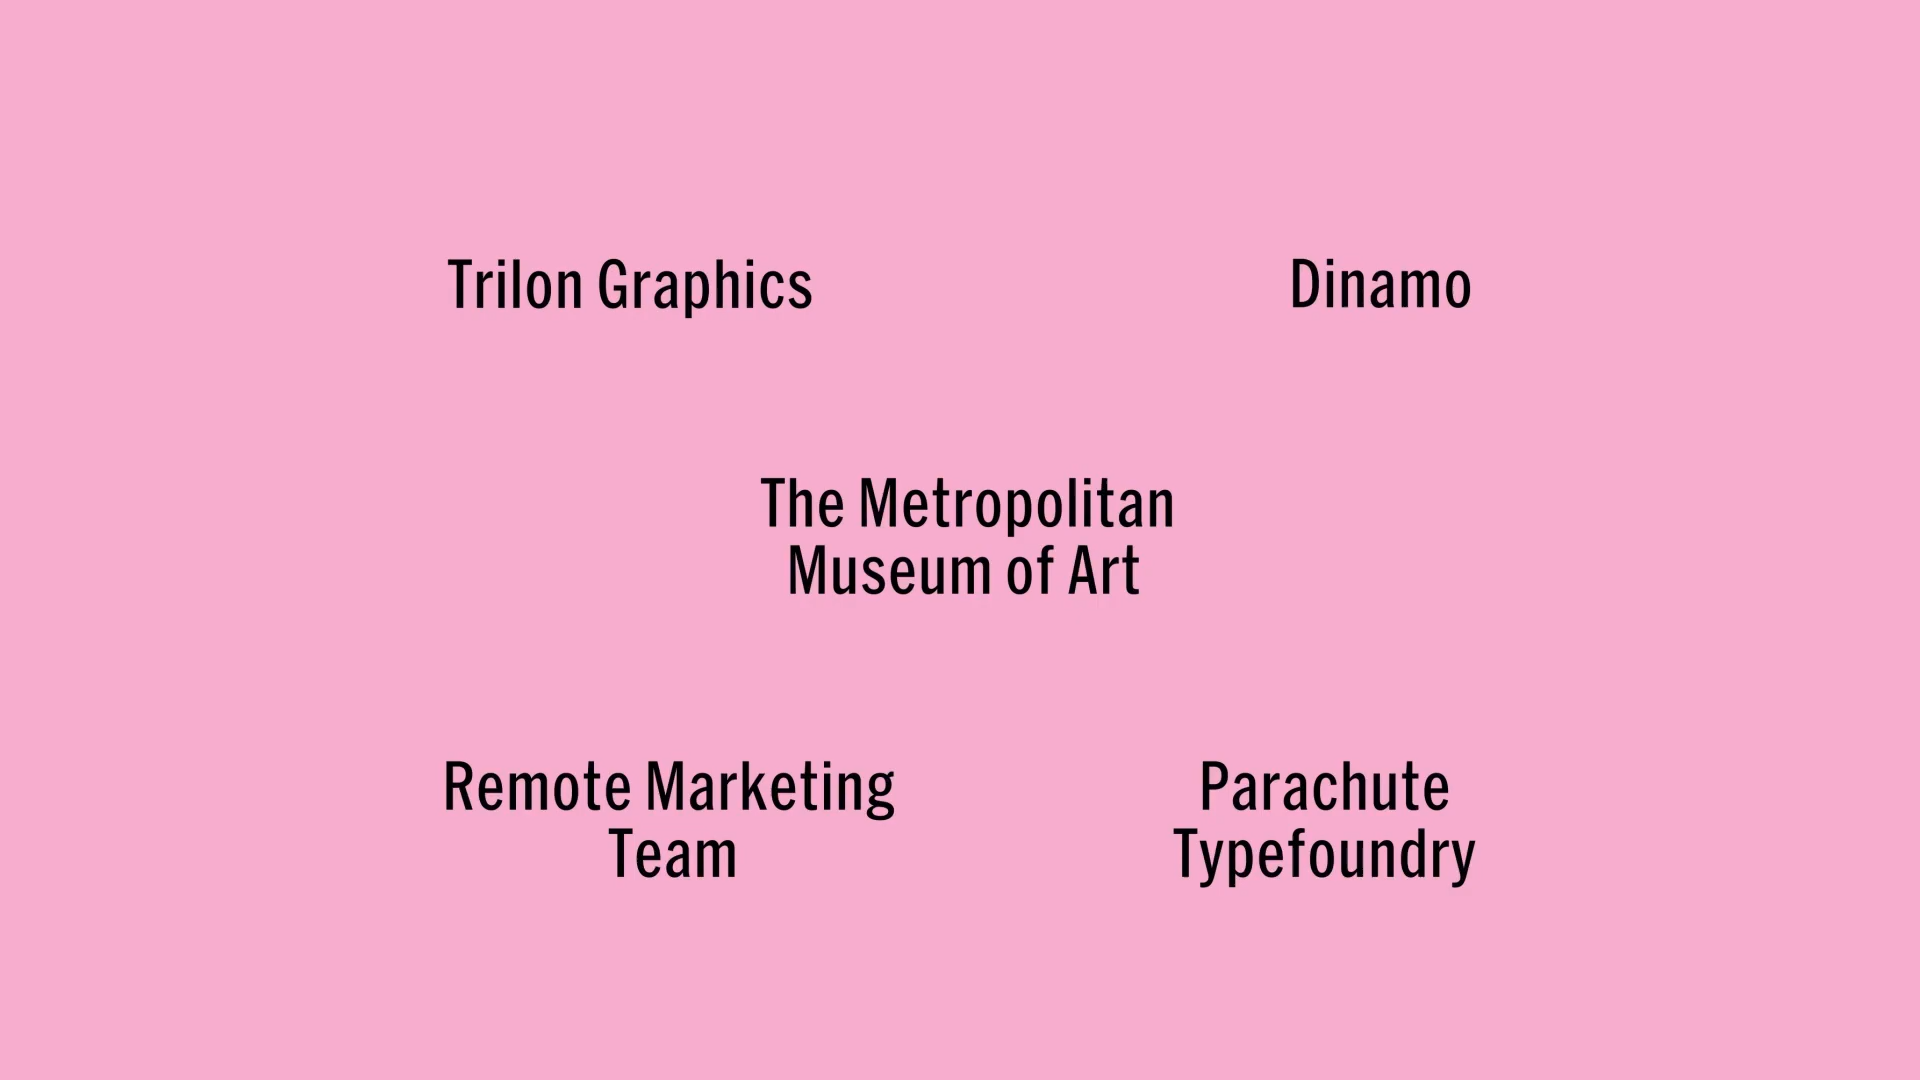 Trilon Graphics
Dinamo
The Metropolitan
Museum of Art
Remote Marketing
Team
Parachute
Typefoundry